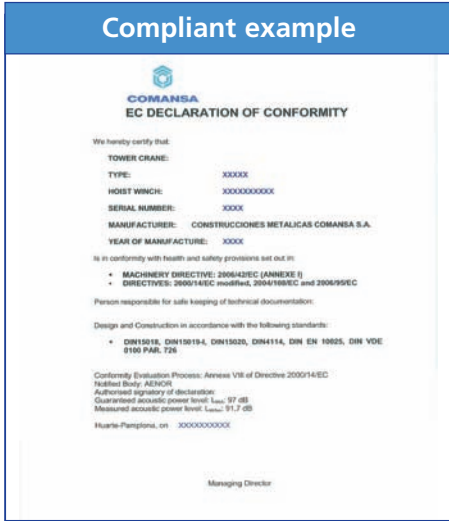 Compliant example
COMANSA
EC DECLARATION OF CONFORMITY
We hereby certify that:
TOWER CRANE:
TYPE: XXXXX
HOIST WINCH: XXXXXXXXXX
SERIAL NUMBER: XXXX
MANUFACTURER: CONSTRUCCIONES METALICAS COMANSA S.A.
YEAR OF MANUFACTURE: XXXX
Is in conformity with health and safety provisions set out in:
• MACHINERY DIRECTIVE: 2006/42/EC (ANNEXE I)
• DIRECTIVES: 2000/14/EC modified, 2004/108/EC and 2006/95/EC
Person responsible for safe keeping of technical documentation:
Design and Construction in accordance with the following standards:
• DIN15018, DIN15019-I, DIN15020, DIN4114, DIN EN 10025, DIN VDE
0100 PAR. 726
Conformity Evaluation Process: Annexe VIII of Directive 2000/14/EC
Notified Body: AENOR
Authorised signatory of declaration:
Guaranteed acoustic power level: 97 dB
Measured acoustic power level: 91,7 dB
Huarte-Pamplona, on XXXXXXXXXX
Managing Director